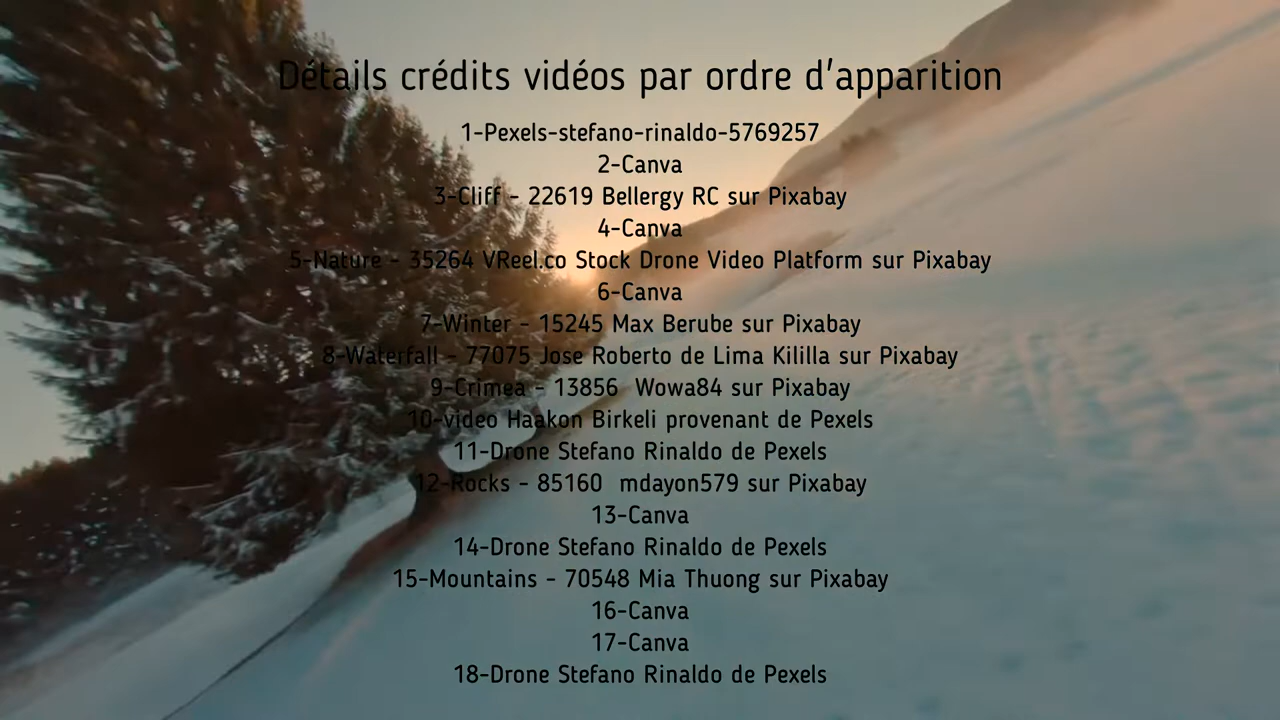 Détails crédits vidéos par ordre d'apparition
1-Pexels-stefano-rinaldo-5769257
2-Canva
3-Cliff - 22619 Bellergy RC sur Pixabay
4-Canva
5-Nature - 35264 VReel.co Stock Drone Video Platform sur Pixabay
6-Canva
7-Winter - 15245 Max Berube sur Pixabay
8-Waterfall - 77075 Jose Roberto de Lima Kililla sur Pixabay
9-Crimea - 13856  Wowa84 sur Pixabay
10-video Haakon Birkeli provenant de Pexels
11-Drone Stefano Rinaldo de Pexels
12-Rocks - 85160  mdayon579 sur Pixabay
13-Canva
14-Drone Stefano Rinaldo de Pexels
15-Mountains - 70548 Mia Thuong sur Pixabay
16-Canva
17-Canva
18-Drone Stefano Rinaldo de Pexels